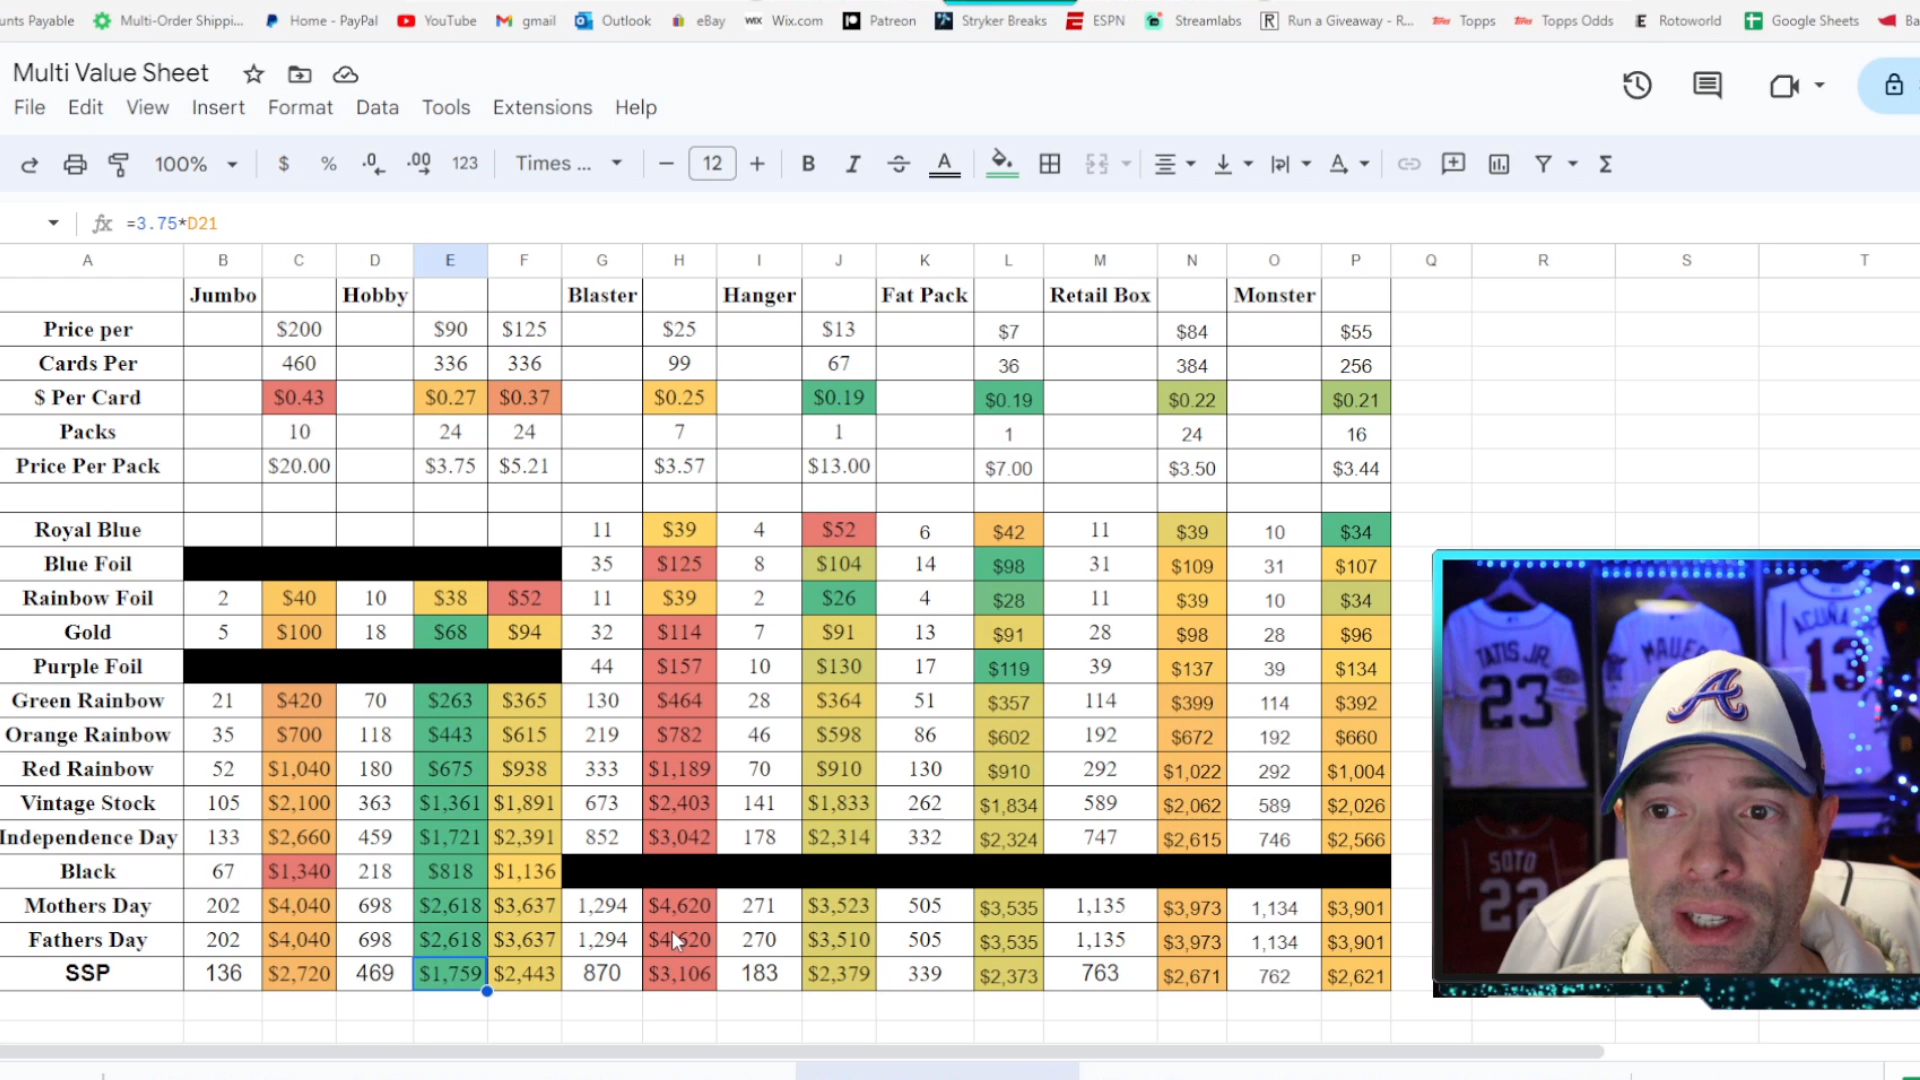 unts Payable Multi-Order Shippi... Home - PayPal YouTube gmail Outlook eBay WIX Wix.com Patreon Stryker Breaks ESPN Streamlabs R Run a Giveaway - R... Topps Topps Odds E Rotoworld Google Sheets Ba
Multi Value Sheet
File Edit View Insert Format Data Tools Extensions Help
100% $ % .0 .00 123 Times ... − 12 + B I A Σ
fx =3.75*D21
A B C D E F G H I J K L M N O P Q R S T
Jumbo Hobby Blaster Hanger Fat Pack Retail Box Monster
Price per $200 $90 $125 $25 $13 $7 $84 $55
Cards Per 460 336 336 99 67 36 384 256
$ Per Card $0.43 $0.27 $0.37 $0.25 $0.19 $0.19 $0.22 $0.21
Packs 10 24 24 7 1 1 24 16
Price Per Pack $20.00 $3.75 $5.21 $3.57 $13.00 $7.00 $3.50 $3.44
Royal Blue 11 $39 4 $52 6 $42 11 $39 10 $34
Blue Foil 35 $125 8 $104 14 $98 31 $109 31 $107
Rainbow Foil 2 $40 10 $38 $52 11 $39 2 $26 4 $28 11 $39 10 $34
Gold 5 $100 18 $68 $94 32 $114 7 $91 13 $91 28 $98 28 $96
Purple Foil 44 $157 10 $130 17 $119 39 $137 39 $134
Green Rainbow 21 $420 70 $263 $365 130 $464 28 $364 51 $357 114 $399 114 $392
Orange Rainbow 35 $700 118 $443 $615 219 $782 46 $598 86 $602 192 $672 192 $660
Red Rainbow 52 $1,040 180 $675 $938 333 $1,189 70 $910 130 $910 292 $1,022 292 $1,004
Vintage Stock 105 $2,100 363 $1,361 $1,891 673 $2,403 141 $1,833 262 $1,834 589 $2,062 589 $2,026
Independence Day 133 $2,660 459 $1,721 $2,391 852 $3,042 178 $2,314 332 $2,324 747 $2,615 746 $2,566
Black 67 $1,340 218 $818 $1,136
Mothers Day 202 $4,040 698 $2,618 $3,637 1,294 $4,620 271 $3,523 505 $3,535 1,135 $3,973 1,134 $3,901
Fathers Day 202 $4,040 698 $2,618 $3,637 1,294 $4,620 270 $3,510 505 $3,535 1,135 $3,973 1,134 $3,901
SSP 136 $2,720 469 $1,759 $2,443 870 $3,106 183 $2,379 339 $2,373 763 $2,671 762 $2,621
TATIS JR.
23
MAUER
ACUÑA
13
A
SOTO
22